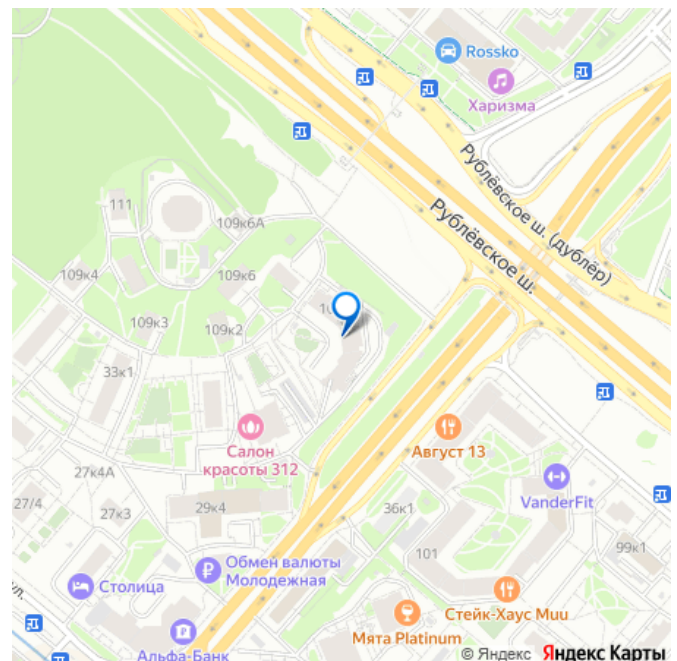 Rossko
Харизма
Рублёвское ш. (дублёр)
Рублёвское ш.
111
109к6А
109к4
109к6
109к3
109к2
33к1
Салон
красоты 312
Август 13
27к4А
VanderFit
27/4
27к3
29к4
36к1
101
99к1
Обмен валюты
Молодежная
Столица
Стейк-Хаус Muu
ул.
Мята Platinum
Альфа-Банк
© Яндекс Яндекс Карты